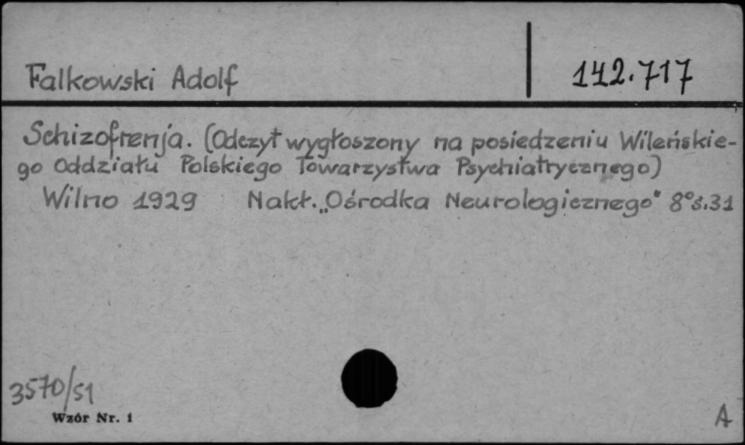 Falkowski Adolf
142.717
Schizofrenja. (Odczyt wygłoszony na posiedzeniu Wileńskie-
go Oddziału Polskiego Towarzystwa Psychiatrycznego)
Wilno 1929 Nakł. „Ośrodka Neurologicznego" 8° s. 31
3570/51
Wzór Nr. 1
A